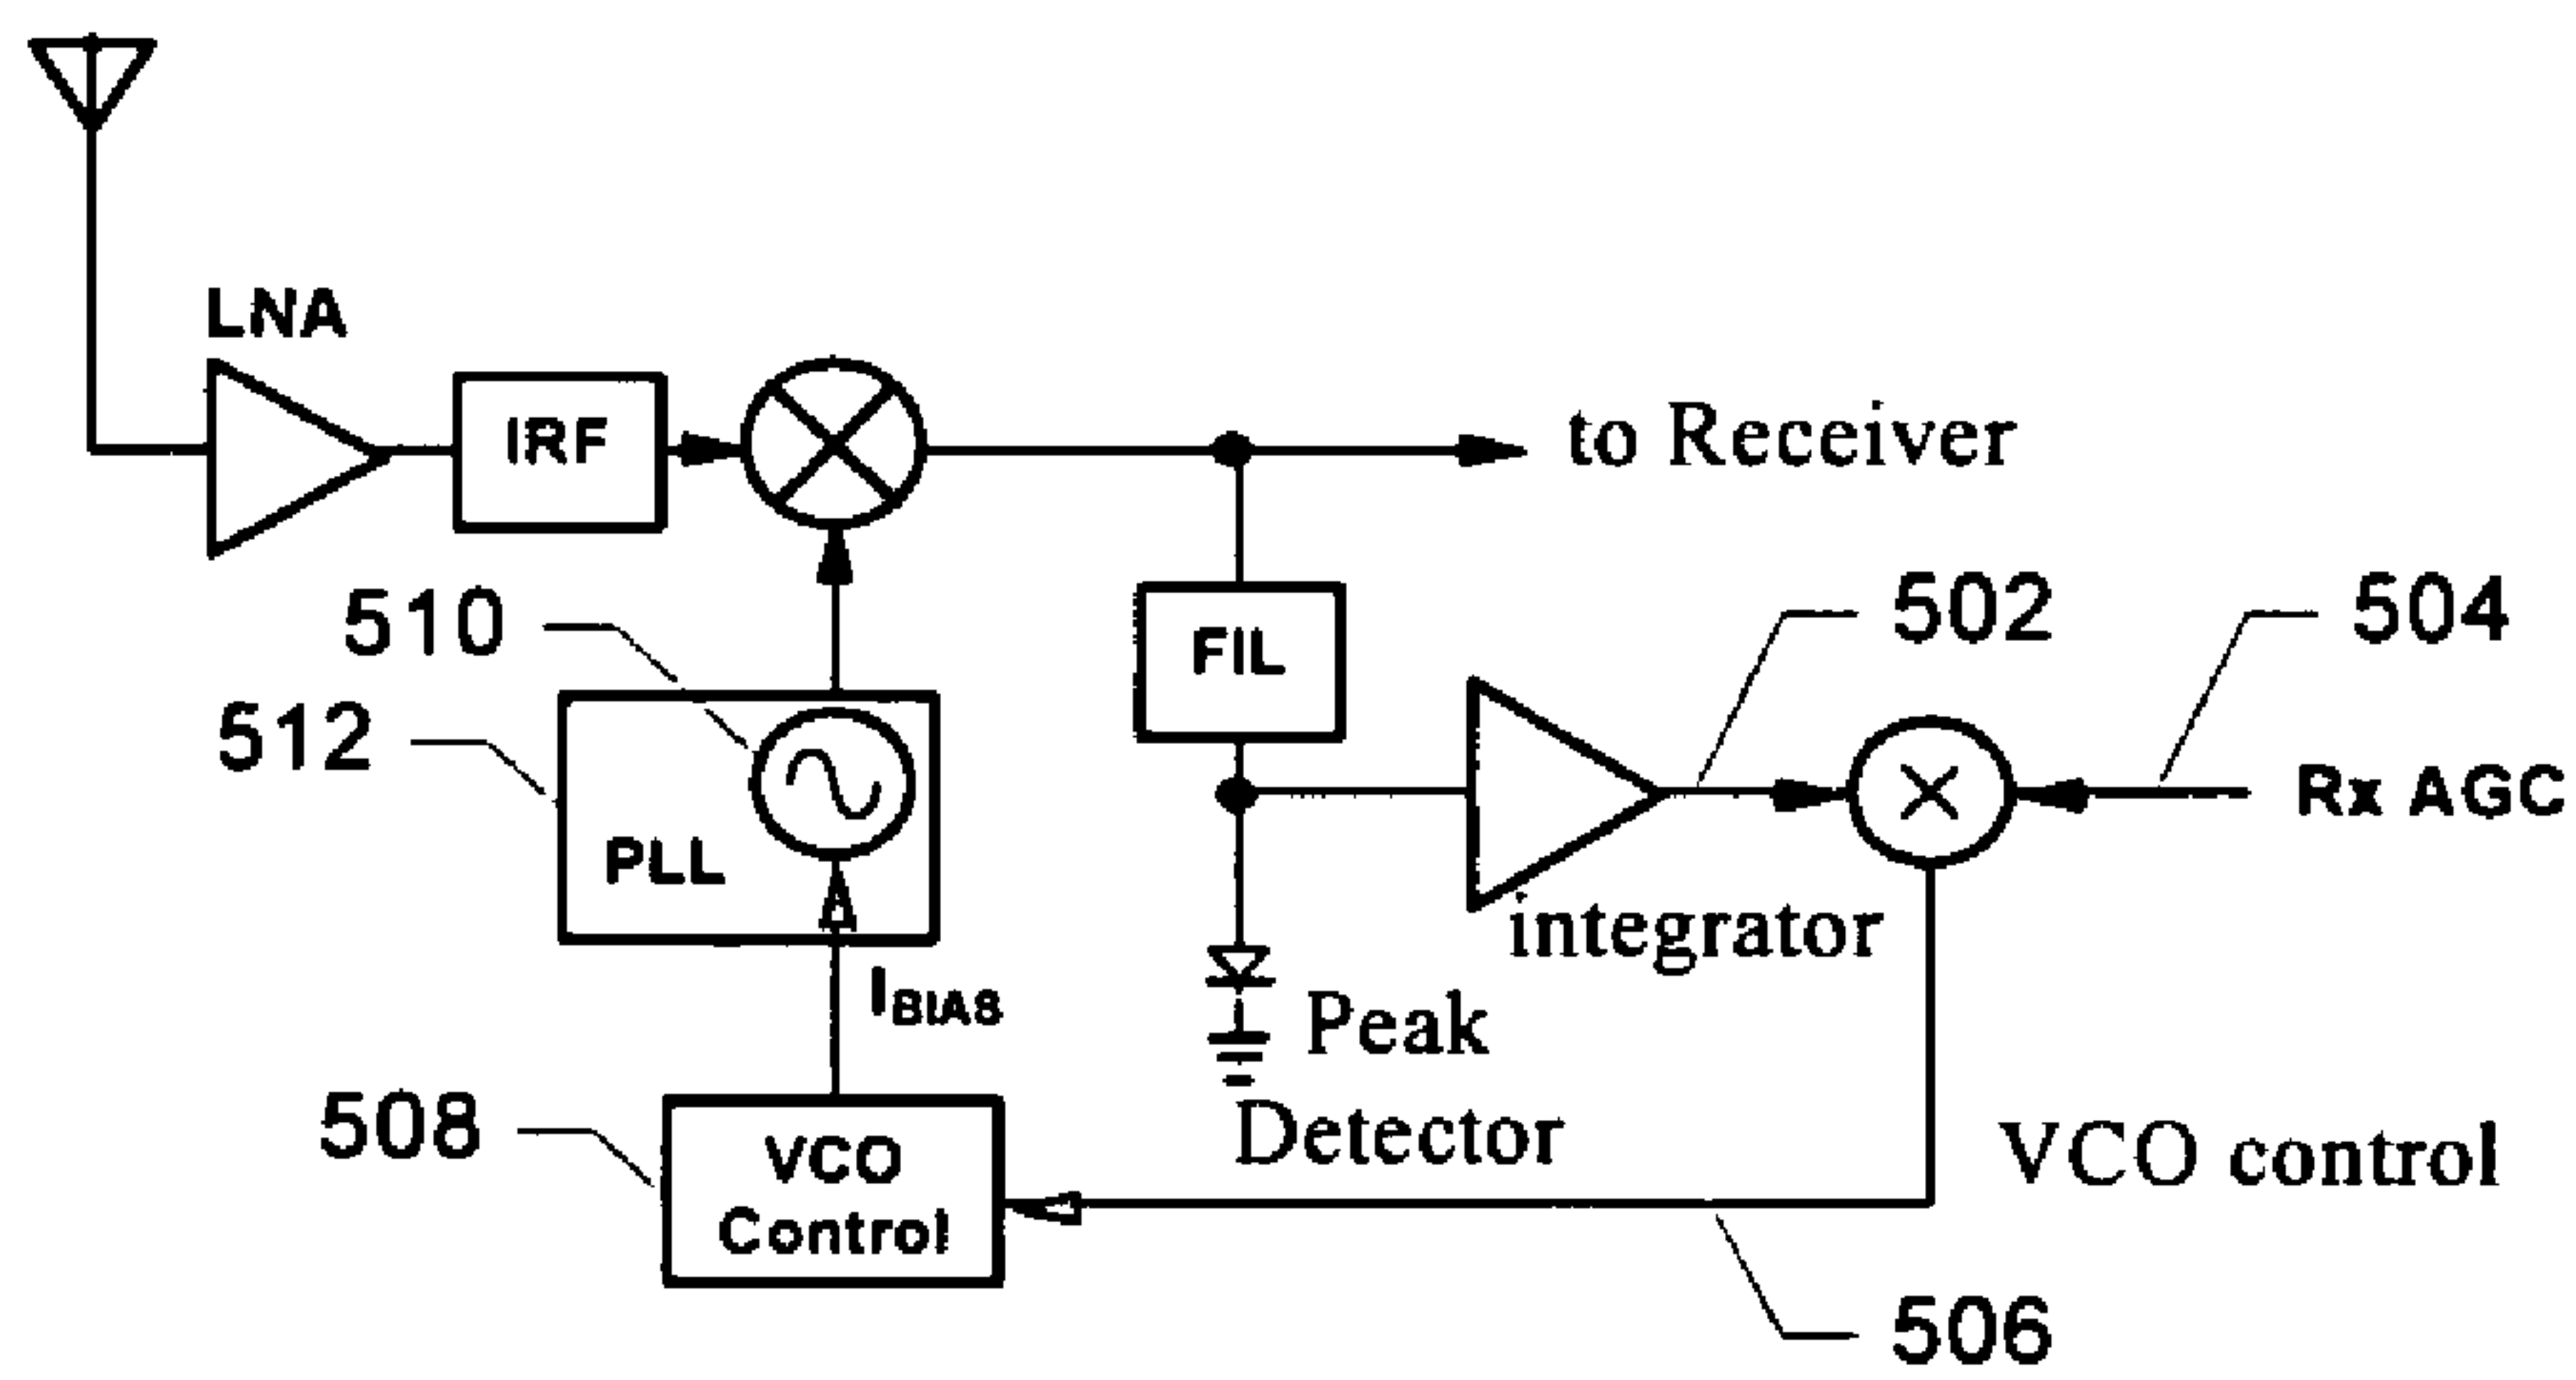 LNA
IRF
to Receiver
510
502
504
FIL
512
Rx AGC
PLL
integrator
IBIAS
Peak
Detector
508
VCO
Control
VCO control
506